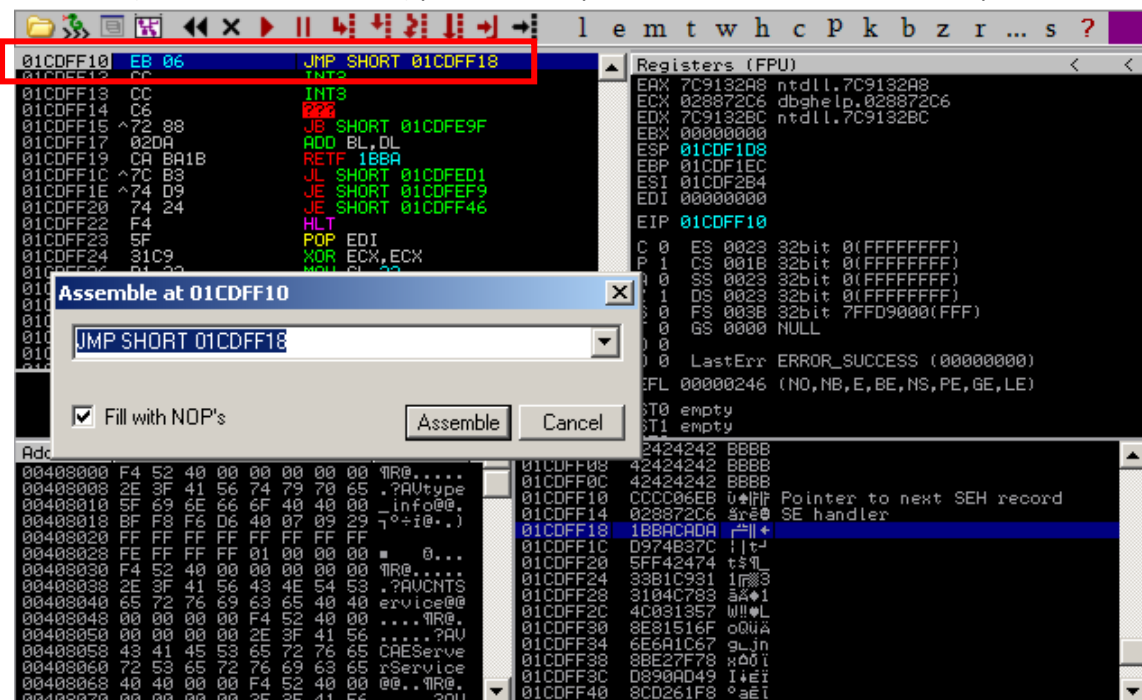 l e m t w h c P k b z r ... s ?
01CDFF10 EB 06 JMP SHORT 01CDFF18
01CDFF12 CC INT3
01CDFF13 CC INT3
01CDFF14 C6 ???
01CDFF15 ^72 88 JB SHORT 01CDFE9F
01CDFF17 02DA ADD BL,DL
01CDFF19 CA BA1B RETF 1BBA
01CDFF1C ^7C B3 JL SHORT 01CDFED1
01CDFF1E ^74 D9 JE SHORT 01CDFEF9
01CDFF20 74 24 JE SHORT 01CDFF46
01CDFF22 F4 HLT
01CDFF23 5F POP EDI
01CDFF24 31C9 XOR ECX,ECX
Registers (FPU) < <
EAX 7C9132A8 ntdll.7C9132A8
ECX 028872C6 dbghelp.028872C6
EDX 7C9132BC ntdll.7C9132BC
EBX 00000000
ESP 01CDF1D8
EBP 01CDF1EC
ESI 01CDF2B4
EDI 00000000
EIP 01CDFF10
C 0 ES 0023 32bit 0(FFFFFFFF)
P 1 CS 001B 32bit 0(FFFFFFFF)
A 0 SS 0023 32bit 0(FFFFFFFF)
1 DS 0023 32bit 0(FFFFFFFF)
0 FS 003B 32bit 7FFD9000(FFF)
0 GS 0000 NULL
0
0 LastErr ERROR_SUCCESS (00000000)
EFL 00000246 (NO,NB,E,BE,NS,PE,GE,LE)
ST0 empty
ST1 empty
Assemble at 01CDFF10
JMP SHORT 01CDFF18
Fill with NOP's
Assemble Cancel
00408000 F4 52 40 00 00 00 00 00 ¶R@.....
00408008 2E 3F 41 56 74 79 70 65 .?AVtype
00408010 5F 69 6E 66 6F 40 40 00 _info@@.
00408018 BF F8 F6 D6 40 07 09 29
00408020 FF FF FF FF FF FF FF FF
00408028 FE FF FF FF 01 00 00 00
00408030 F4 52 40 00 00 00 00 00 ¶R@.....
00408038 2E 3F 41 56 43 4E 54 53 .?AVCNTS
00408040 65 72 76 69 63 65 40 40 ervice@@
00408048 00 00 00 00 F4 52 40 00 ....¶R@.
00408050 00 00 00 00 2E 3F 41 56 .....?AV
00408058 43 41 45 53 65 72 76 65 CAEServe
00408060 72 53 65 72 76 69 63 65 rService
00408068 40 40 00 00 F4 52 40 00 @@..¶R@.
42424242 BBBB
01CDFF08 42424242 BBBB
01CDFF0C 42424242 BBBB
01CDFF10 CCCC06EB Pointer to next SEH record
01CDFF14 028872C6 SE handler
01CDFF18 1BBACADA
01CDFF1C D974B37C
01CDFF20 5FF42474
01CDFF24 33B1C931
01CDFF28 3104C783
01CDFF2C 4C031357
01CDFF30 8E81516F
01CDFF34 6E6A1C67
01CDFF38 8BE27F78
01CDFF3C D890AD49
01CDFF40 8CD261F8